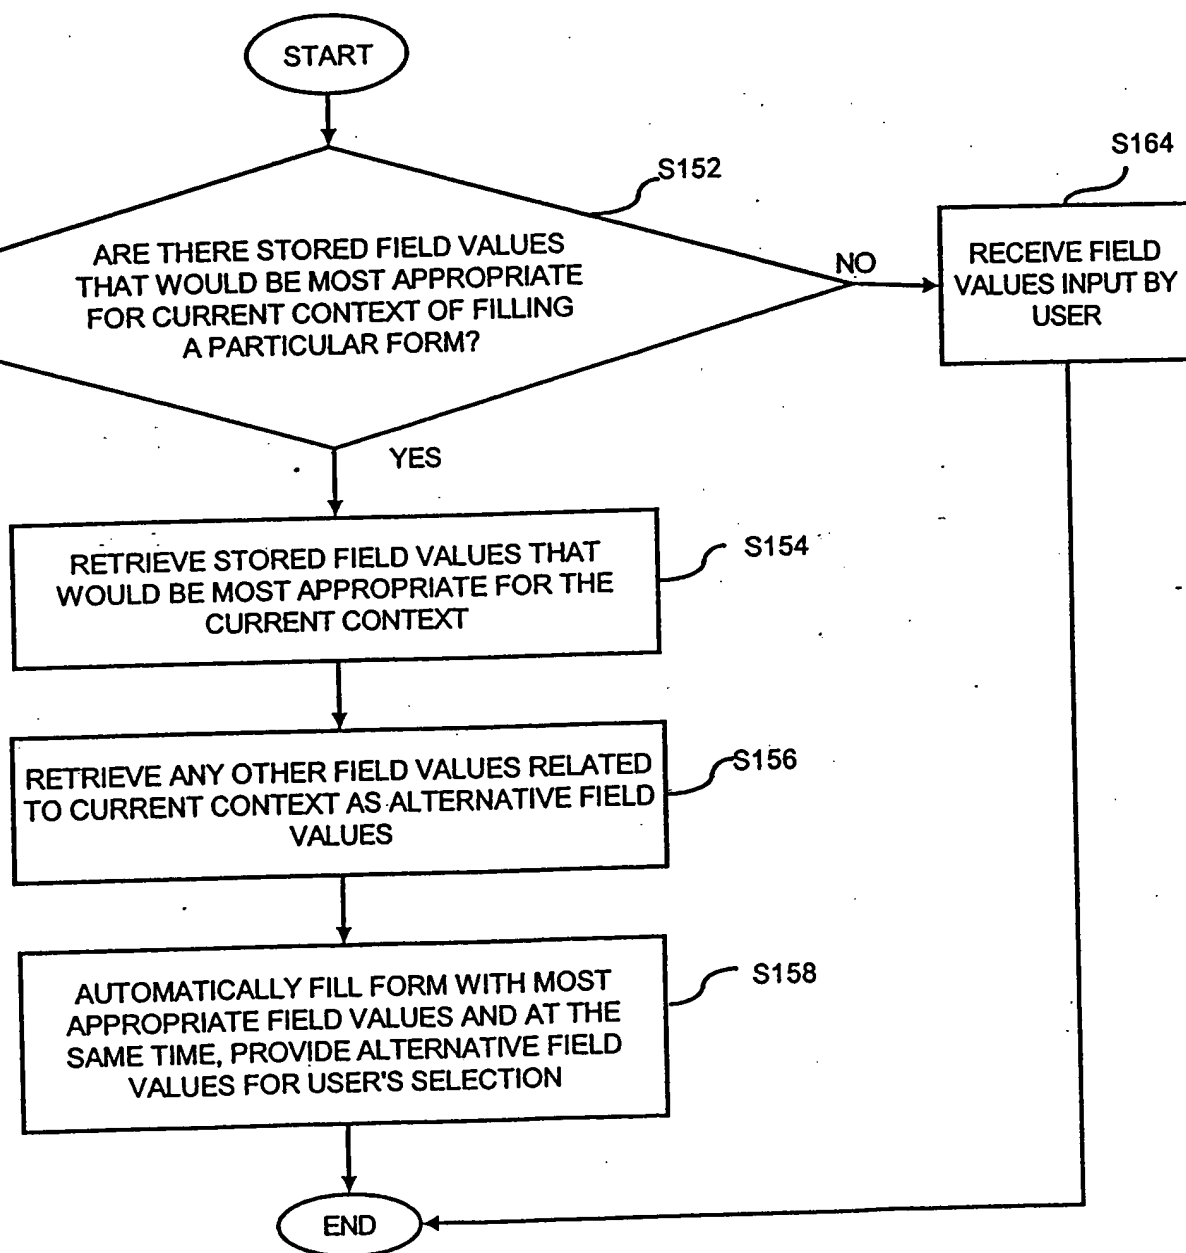 START
S152
S164
ARE THERE STORED FIELD VALUES
THAT WOULD BE MOST APPROPRIATE
FOR CURRENT CONTEXT OF FILLING
A PARTICULAR FORM?
NO
RECEIVE FIELD
VALUES INPUT BY
USER
YES
RETRIEVE STORED FIELD VALUES THAT
WOULD BE MOST APPROPRIATE FOR THE
CURRENT CONTEXT
S154
RETRIEVE ANY OTHER FIELD VALUES RELATED
TO CURRENT CONTEXT AS ALTERNATIVE FIELD
VALUES
S156
AUTOMATICALLY FILL FORM WITH MOST
APPROPRIATE FIELD VALUES AND AT THE
SAME TIME, PROVIDE ALTERNATIVE FIELD
VALUES FOR USER'S SELECTION
S158
END